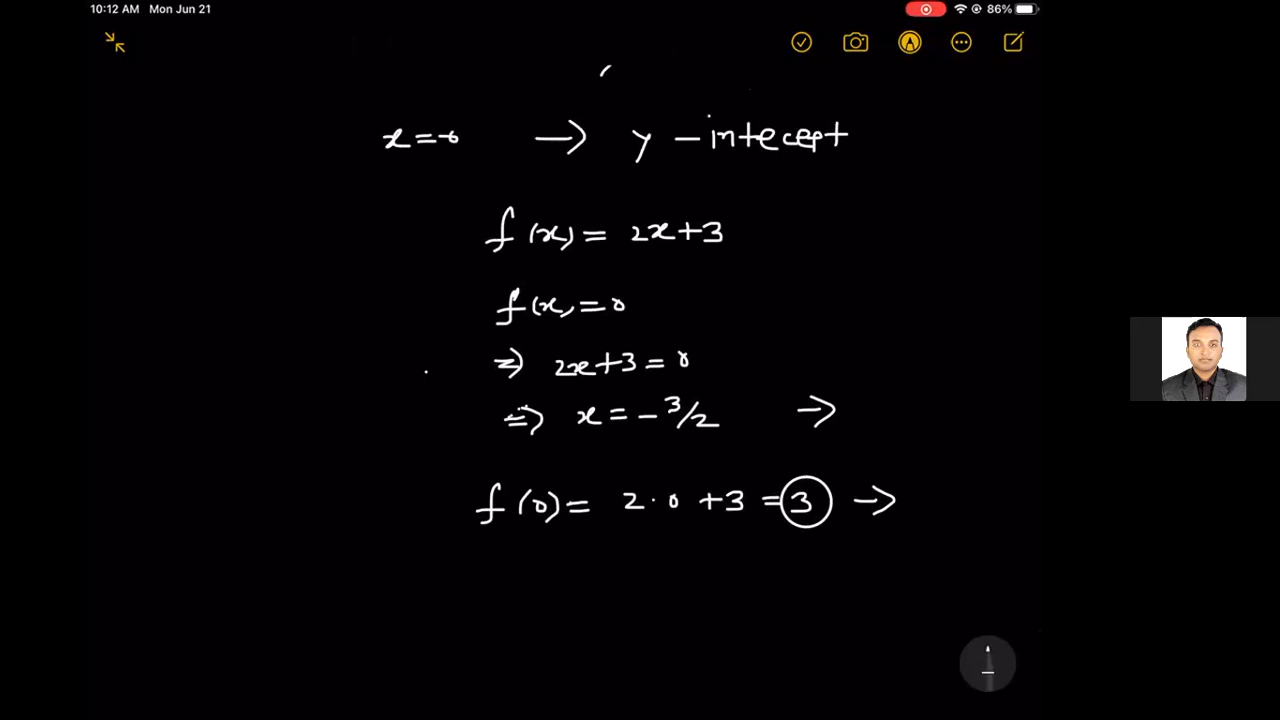 10:12 AM Mon Jun 21
86%
x = 0 → y - intecept
f(x) = 2x+3
f(x) = 0
⇒ 2x+3 = 0
⇒ x = -3/2 →
f(0) = 2·0 +3 = 3 →